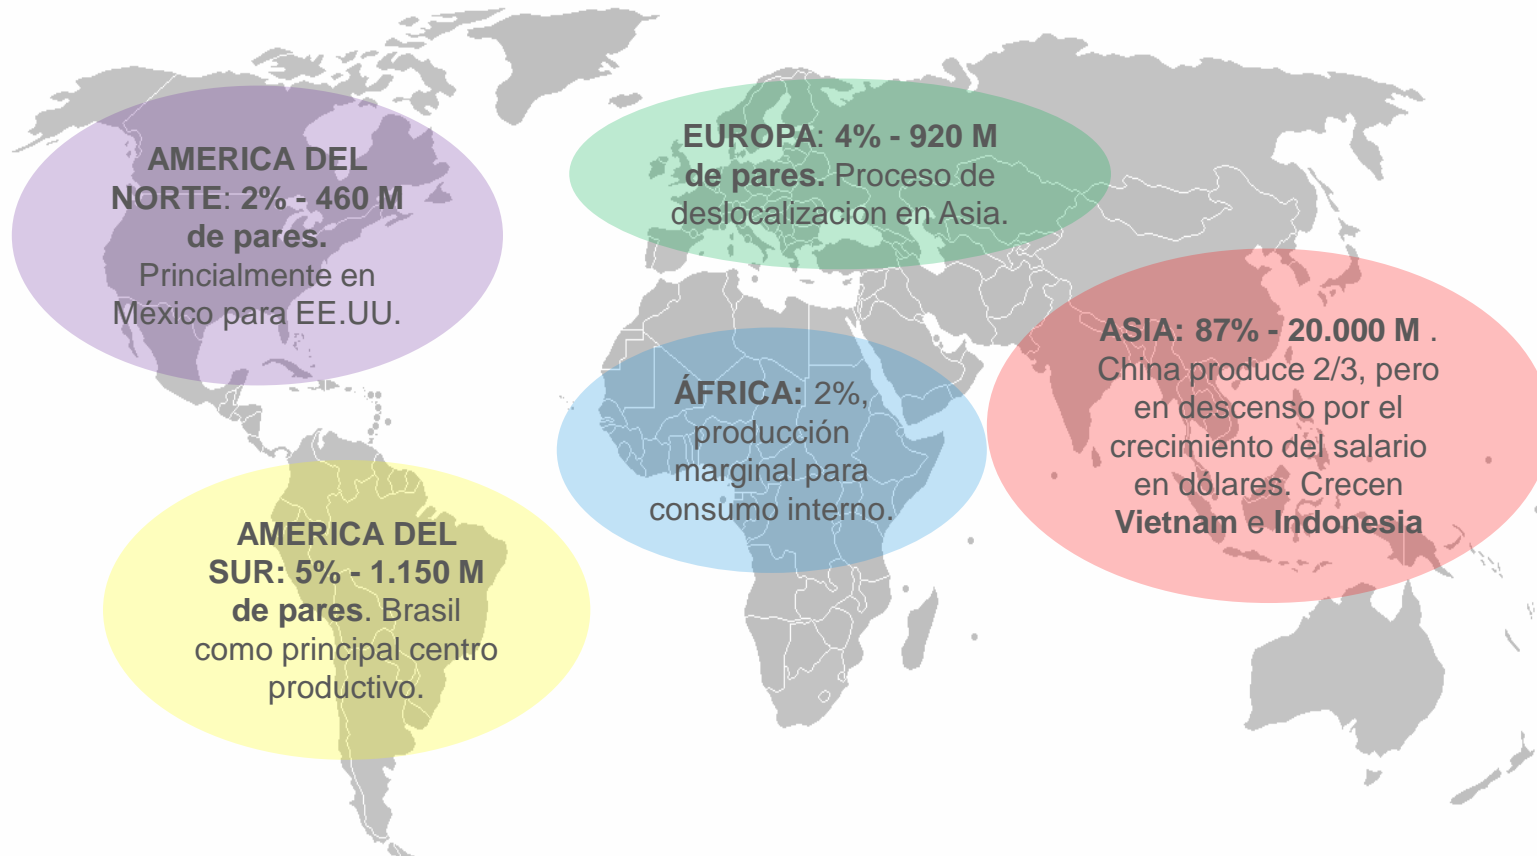 AMERICA DEL
NORTE: 2% - 460 M
de pares.
Princialmente en
México para EE.UU.
EUROPA: 4% - 920 M
de pares. Proceso de
deslocalizacion en Asia.
ASIA: 87% - 20.000 M .
China produce 2/3, pero
en descenso por el
crecimiento del salario
en dólares. Crecen
Vietnam e Indonesia
ÁFRICA: 2%,
producción
marginal para
consumo interno.
AMERICA DEL
SUR: 5% - 1.150 M
de pares. Brasil
como principal centro
productivo.